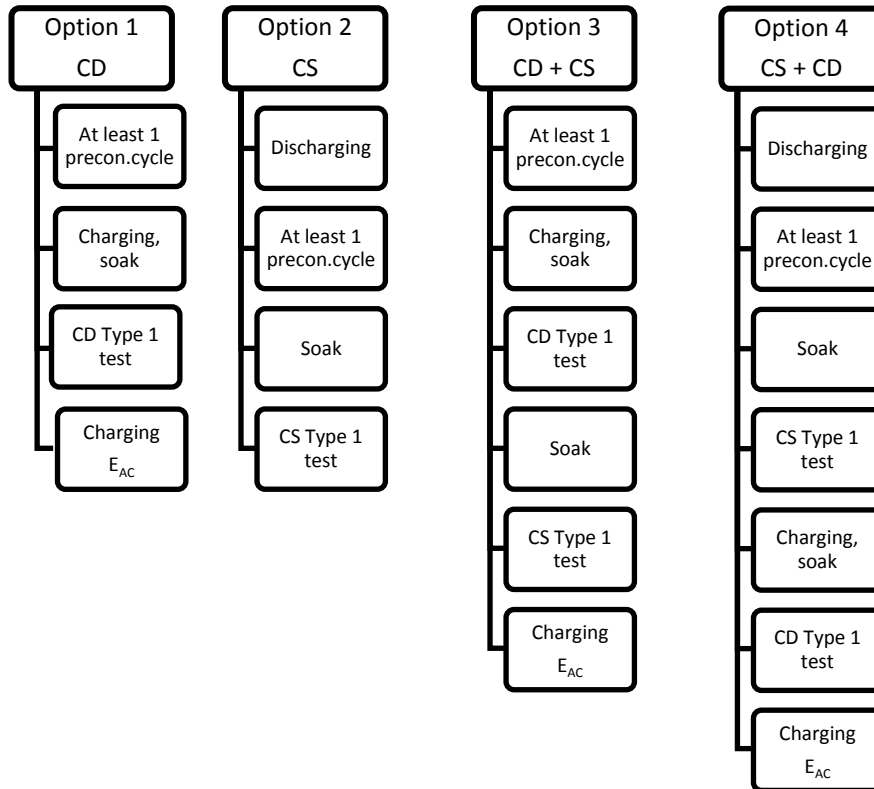 Option 1
CD
At least 1
precon.cycle
Charging,
soak
CD Type 1
test
Charging
E_AC
Option 2
CS
Discharging
At least 1
precon.cycle
Soak
CS Type 1
test
Option 3
CD + CS
At least 1
precon.cycle
Charging,
soak
CD Type 1
test
Soak
CS Type 1
test
Charging
E_AC
Option 4
CS + CD
Discharging
At least 1
precon.cycle
Soak
CS Type 1
test
Charging,
soak
CD Type 1
test
Charging
E_AC